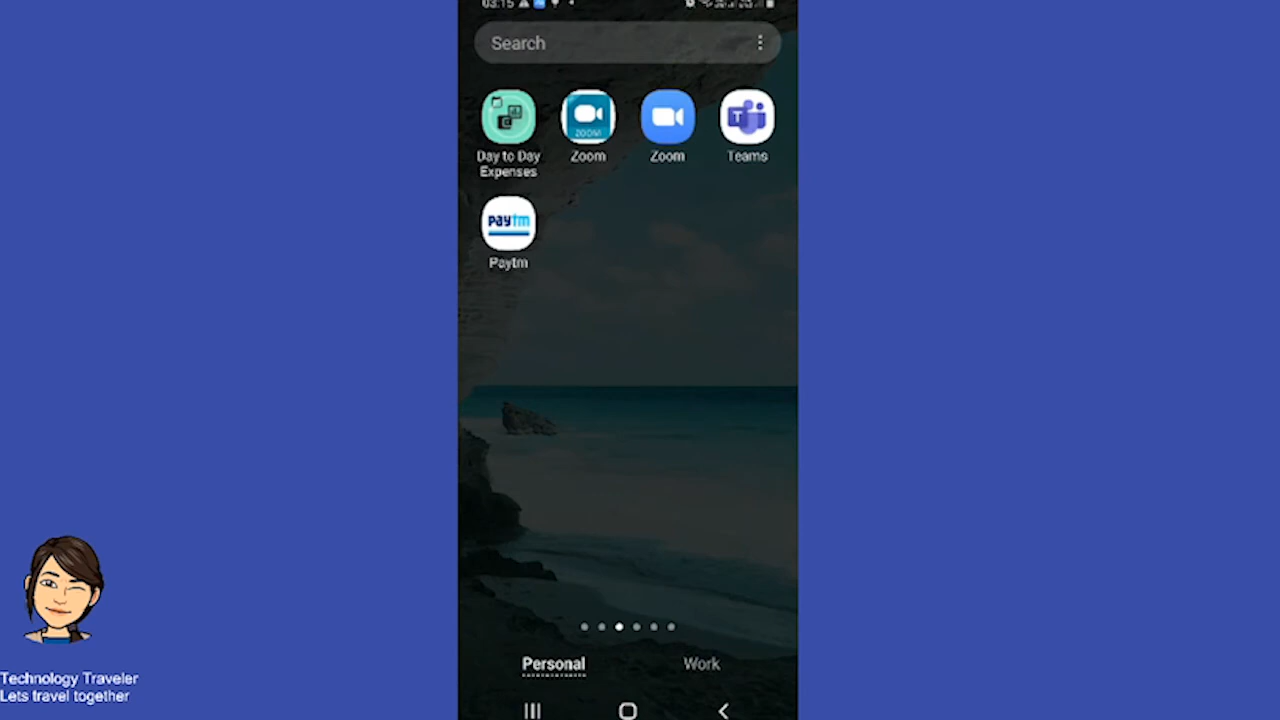 03:15
Search
Zoom
Day to Day
Expenses
Zoom
Zoom
T
Teams
paytm
Paytm
Personal
Work
Technology Traveler
Lets travel together